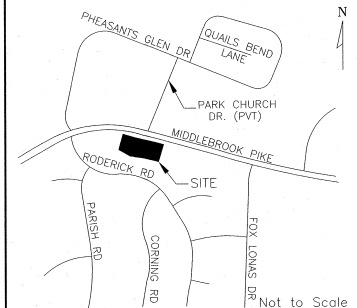 N
PHEASANTS GLEN DR
QUAILS BEND
LANE
PARK CHURCH
DR. (PVT)
MIDDLEBROOK PIKE
RODERICK RD
SITE
PARISH RD
CORNING RD
FOX LONAS DR
Not to Scale